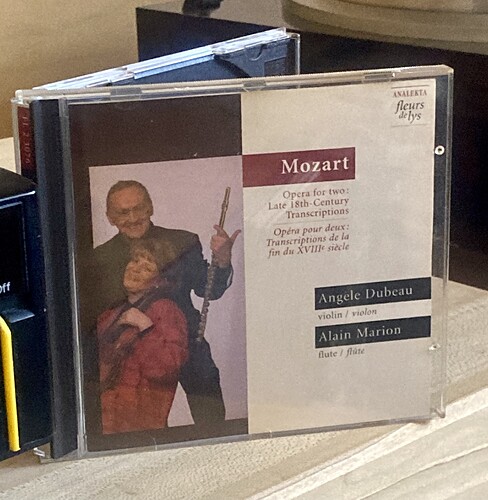 ANALEKTA
fleurs
de lys
Mozart
Opera for two:
Late 18th-Century
Transcriptions
Opéra pour deux:
Transcriptions de la
fin du XVIIIe siècle
Angèle Dubeau
violin / violon
Alain Marion
flute / flûte